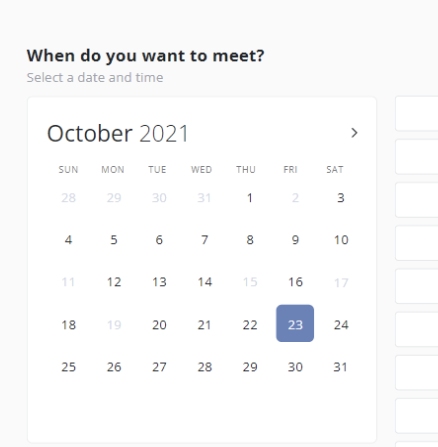 When do you want to meet?
Select a date and time
October 2021
SUN MON TUE WED THU FRI SAT
28 29 30 31 1 2 3
4 5 6 7 8 9 10
11 12 13 14 15 16 17
18 19 20 21 22 23 24
25 26 27 28 29 30 31